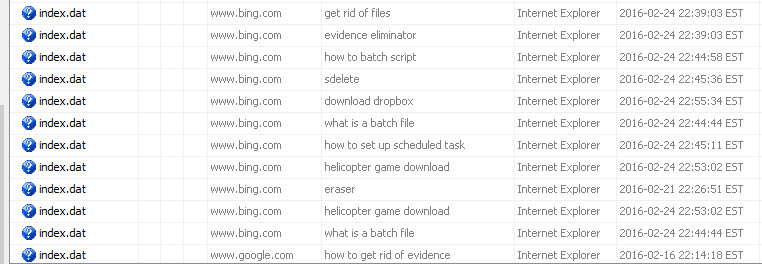 index.dat www.bing.com get rid of files Internet Explorer 2016-02-24 22:39:03 EST
index.dat www.bing.com evidence eliminator Internet Explorer 2016-02-24 22:39:03 EST
index.dat www.bing.com how to batch script Internet Explorer 2016-02-24 22:44:58 EST
index.dat www.bing.com sdelete Internet Explorer 2016-02-24 22:45:36 EST
index.dat www.bing.com download dropbox Internet Explorer 2016-02-24 22:55:34 EST
index.dat www.bing.com what is a batch file Internet Explorer 2016-02-24 22:44:44 EST
index.dat www.bing.com how to set up scheduled task Internet Explorer 2016-02-24 22:45:11 EST
index.dat www.bing.com helicopter game download Internet Explorer 2016-02-24 22:53:02 EST
index.dat www.bing.com eraser Internet Explorer 2016-02-21 22:26:51 EST
index.dat www.bing.com helicopter game download Internet Explorer 2016-02-24 22:53:02 EST
index.dat www.bing.com what is a batch file Internet Explorer 2016-02-24 22:44:44 EST
index.dat www.google.com how to get rid of evidence Internet Explorer 2016-02-16 22:14:18 EST